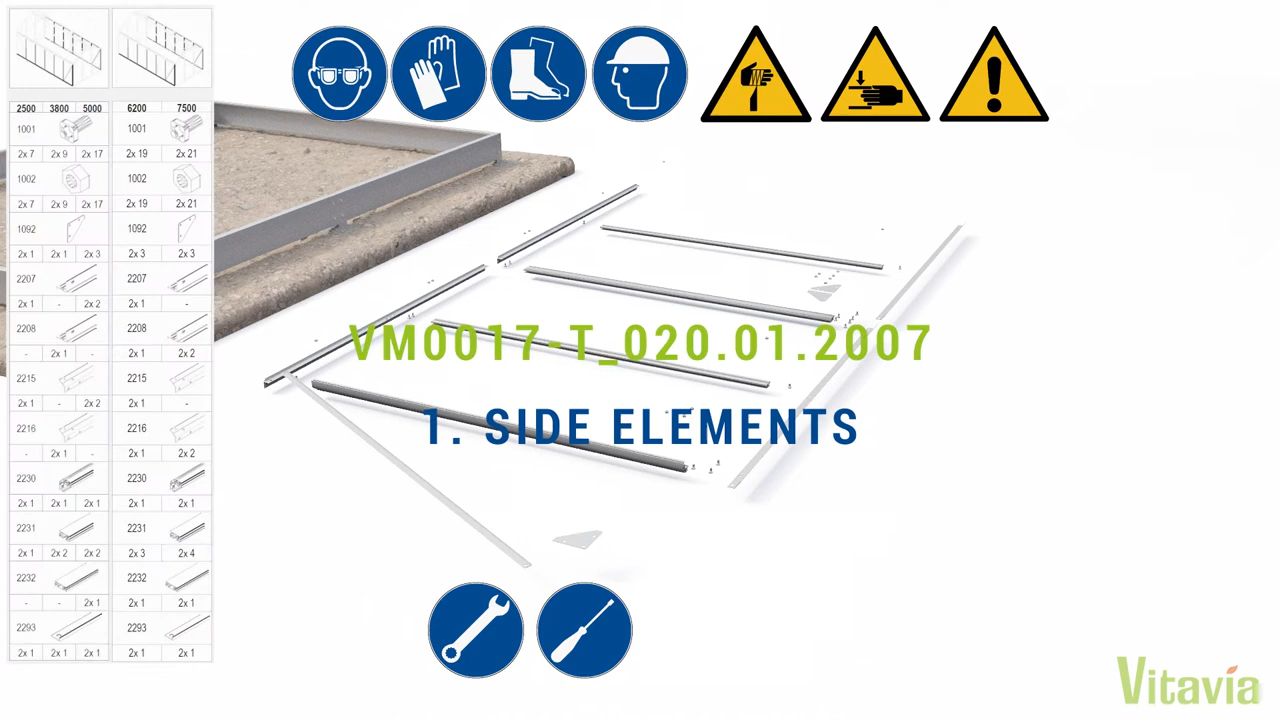 2500 3800 5000
1001
2x 7 2x 9 2x 17
1002
2x 7 2x 9 2x 17
1092
2x 1 2x 1 2x 3
2207
2x 1 - 2x 2
2208
- 2x 1 -
2215
2x 1 - 2x 2
2216
- 2x 1 -
2230
2x 1 2x 1 2x 1
2231
2x 1 2x 2 2x 2
2232
- - 2x 1
2293
2x 1 2x 1 2x 1
6200 7500
1001
2x 19 2x 21
1002
2x 19 2x 21
1092
2x 3 2x 3
2207
2x 1 -
2208
2x 1 2x 2
2215
2x 1 -
2216
2x 1 2x 2
2230
2x 1 2x 1
2231
2x 3 2x 4
2232
2x 1 2x 1
2293
2x 1 2x 1
VM0017-T_020.01.2007
1. SIDE ELEMENTS
Vitavia